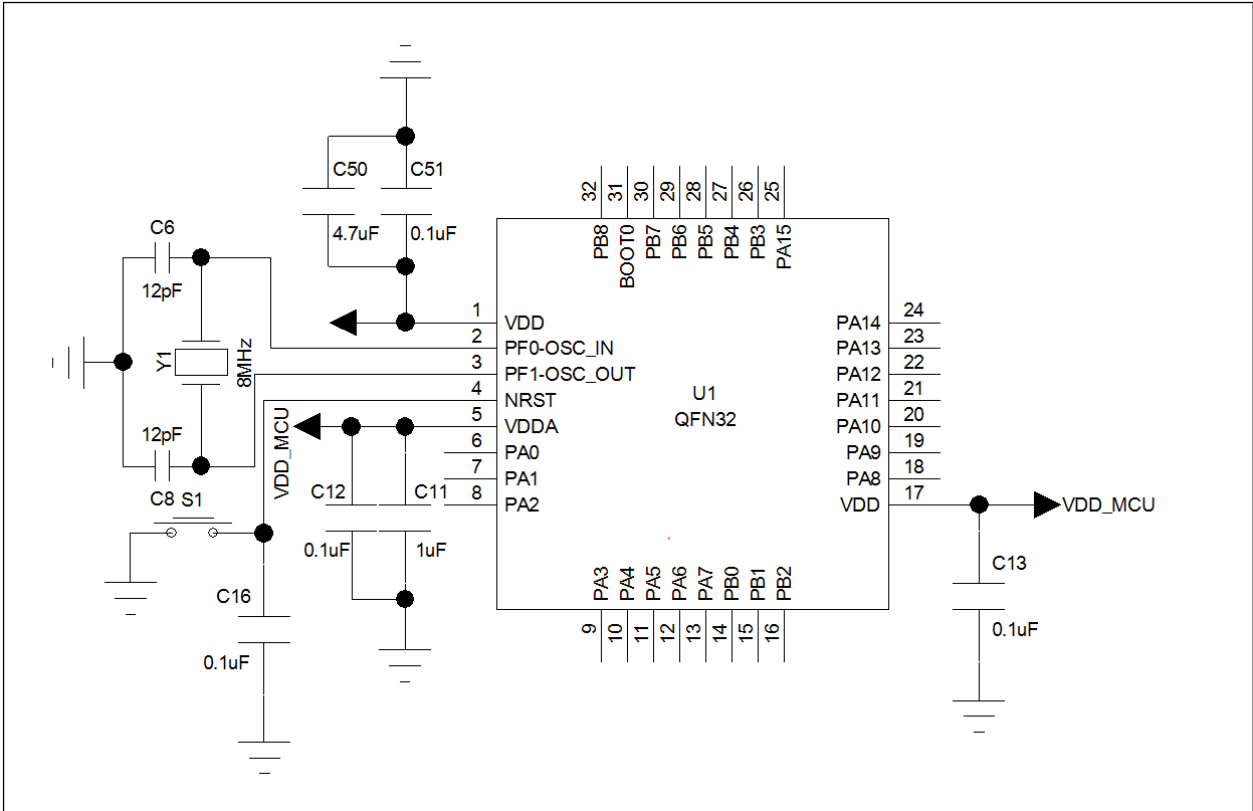 C50
C51
4.7uF
0.1uF
C6
12pF
Y1
8MHz
12pF
C8
S1
VDD_MCU
C12
C11
0.1uF
1uF
C16
0.1uF
32
31
30
29
28
27
26
25
PB8
BOOT0
PB7
PB6
PB5
PB4
PB3
PA15
1 VDD
2 PF0-OSC_IN
3 PF1-OSC_OUT
4 NRST
5 VDDA
6 PA0
7 PA1
8 PA2
U1
QFN32
PA14 24
PA13 23
PA12 22
PA11 21
PA10 20
PA9 19
PA8 18
VDD 17
VDD_MCU
C13
0.1uF
PA3
PA4
PA5
PA6
PA7
PB0
PB1
PB2
9
10
11
12
13
14
15
16